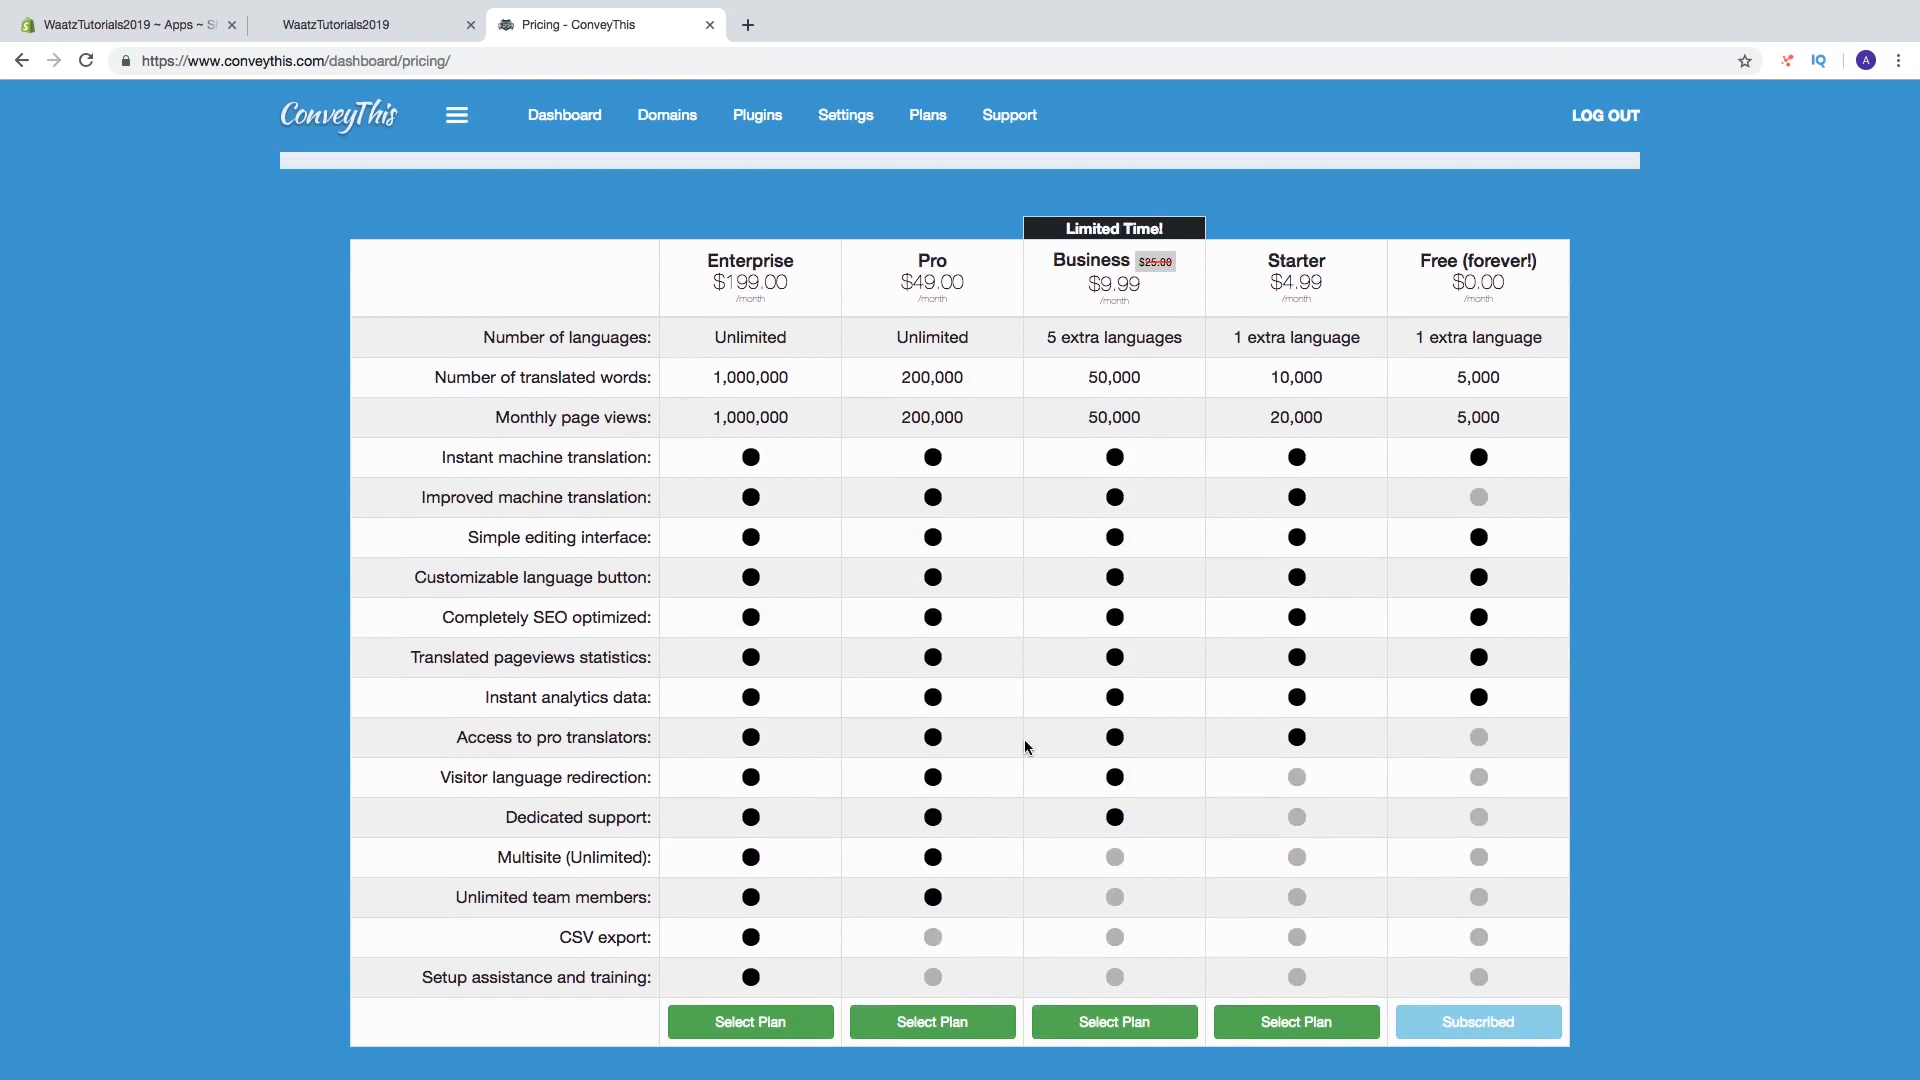 WaatzTutorials2019 ~ Apps ~ Sh
WaatzTutorials2019
Pricing - ConveyThis
https://www.conveythis.com/dashboard/pricing/
IQ
A
ConveyThis
Dashboard
Domains
Plugins
Settings
Plans
Support
LOG OUT
Limited Time!
Enterprise Pro Business $25.00 Starter Free (forever!)
$199.00 $49.00 $9.99 $4.99 $0.00
/month /month /month /month /month
Number of languages: Unlimited Unlimited 5 extra languages 1 extra language 1 extra language
Number of translated words: 1,000,000 200,000 50,000 10,000 5,000
Monthly page views: 1,000,000 200,000 50,000 20,000 5,000
Instant machine translation:
Improved machine translation:
Simple editing interface:
Customizable language button:
Completely SEO optimized:
Translated pageviews statistics:
Instant analytics data:
Access to pro translators:
Visitor language redirection:
Dedicated support:
Multisite (Unlimited):
Unlimited team members:
CSV export:
Setup assistance and training:
Select Plan Select Plan Select Plan Select Plan Subscribed